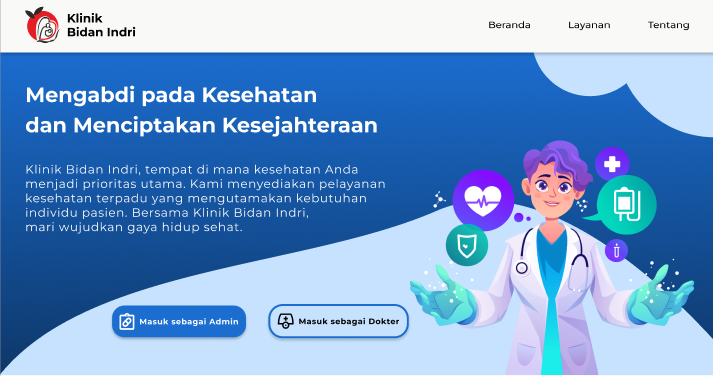 Klinik
Bidan Indri
Beranda
Layanan
Tentang
Mengabdi pada Kesehatan
dan Menciptakan Kesejahteraan
Klinik Bidan Indri, tempat di mana kesehatan Anda
menjadi prioritas utama. Kami menyediakan pelayanan
kesehatan terpadu yang mengutamakan kebutuhan
individu pasien. Bersama Klinik Bidan Indri,
mari wujudkan gaya hidup sehat.
Masuk sebagai Admin
Masuk sebagai Dokter